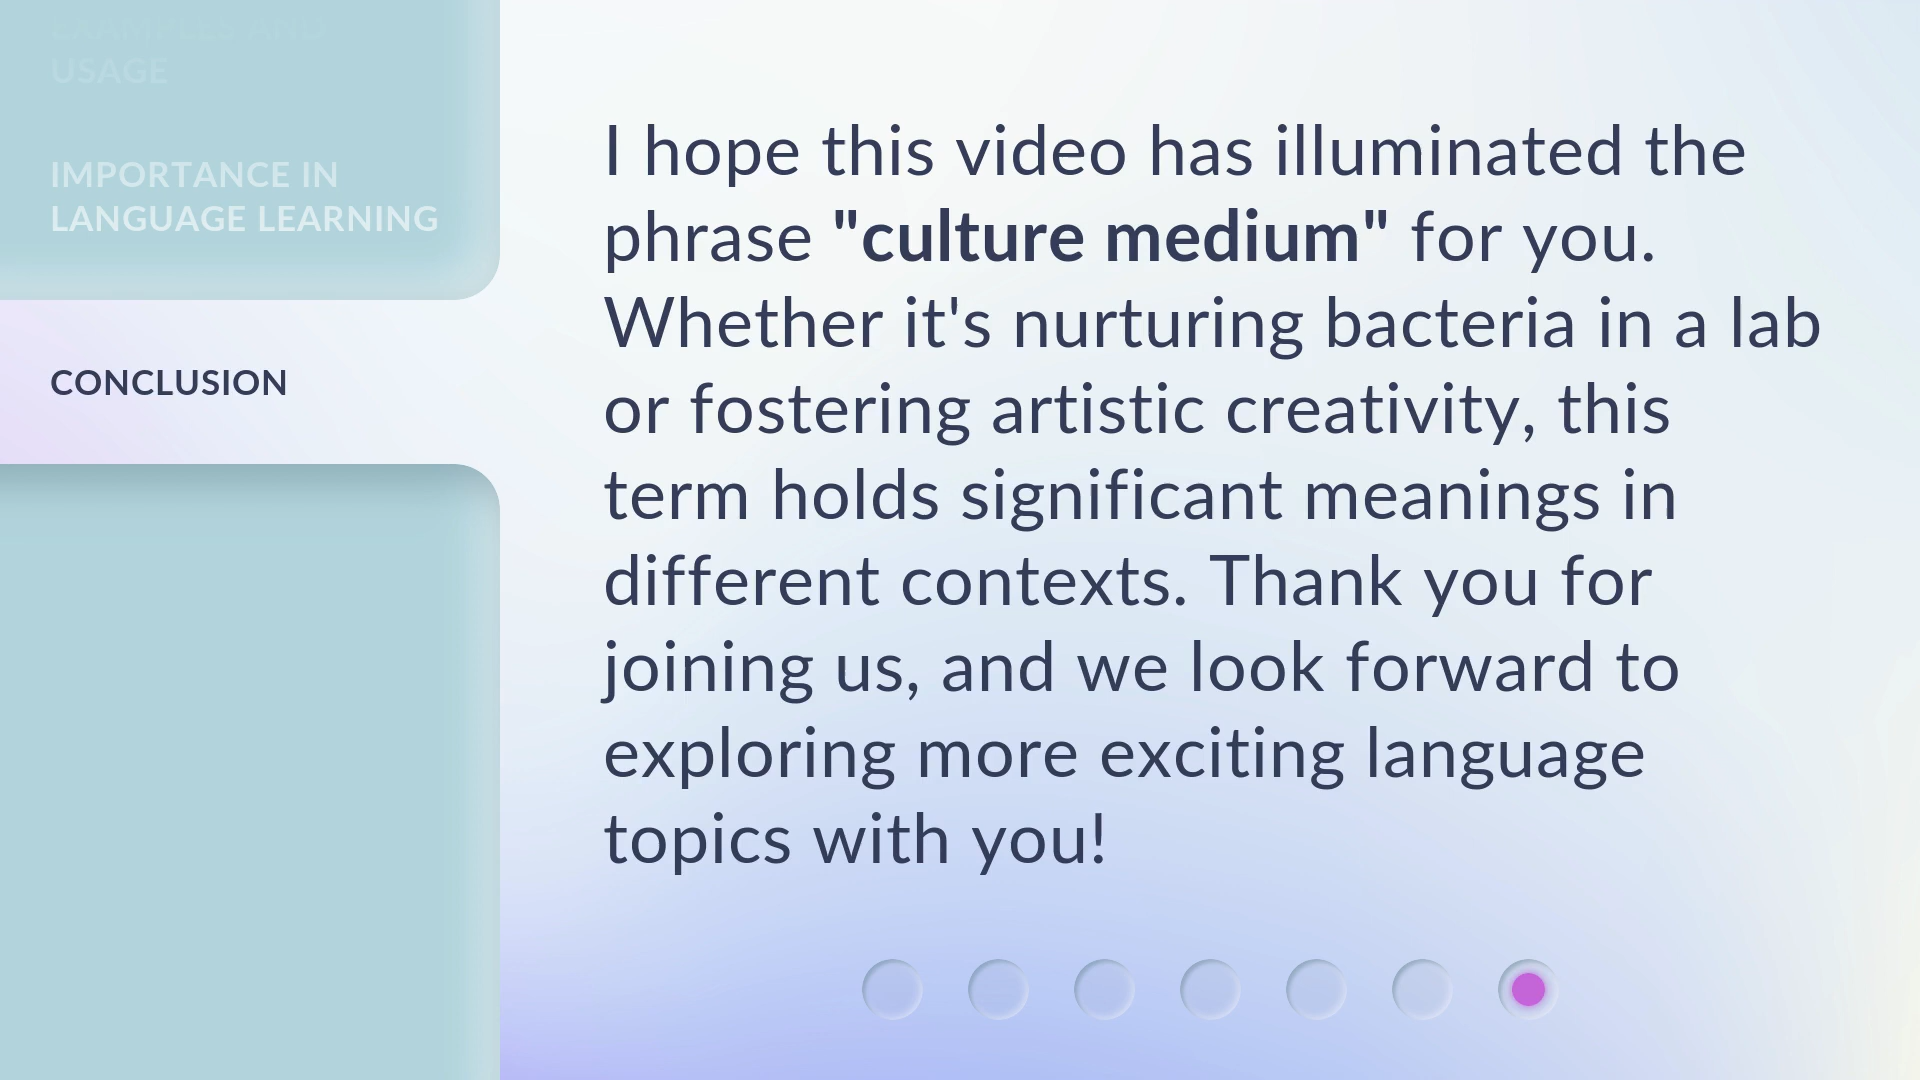 EXAMPLES AND
USAGE
IMPORTANCE IN
LANGUAGE LEARNING
CONCLUSION
I hope this video has illuminated the
phrase "culture medium" for you.
Whether it's nurturing bacteria in a lab
or fostering artistic creativity, this
term holds significant meanings in
different contexts. Thank you for
joining us, and we look forward to
exploring more exciting language
topics with you!